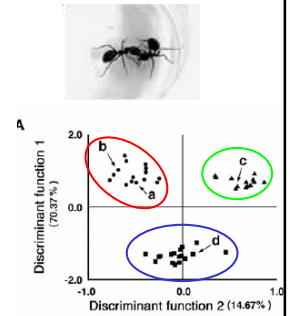 A
2.0
b
c
a
0.0
d
-2.0
-1.0
0.0
1.0
Discriminant function 1
(70.37%)
Discriminant function 2 (14.67%)